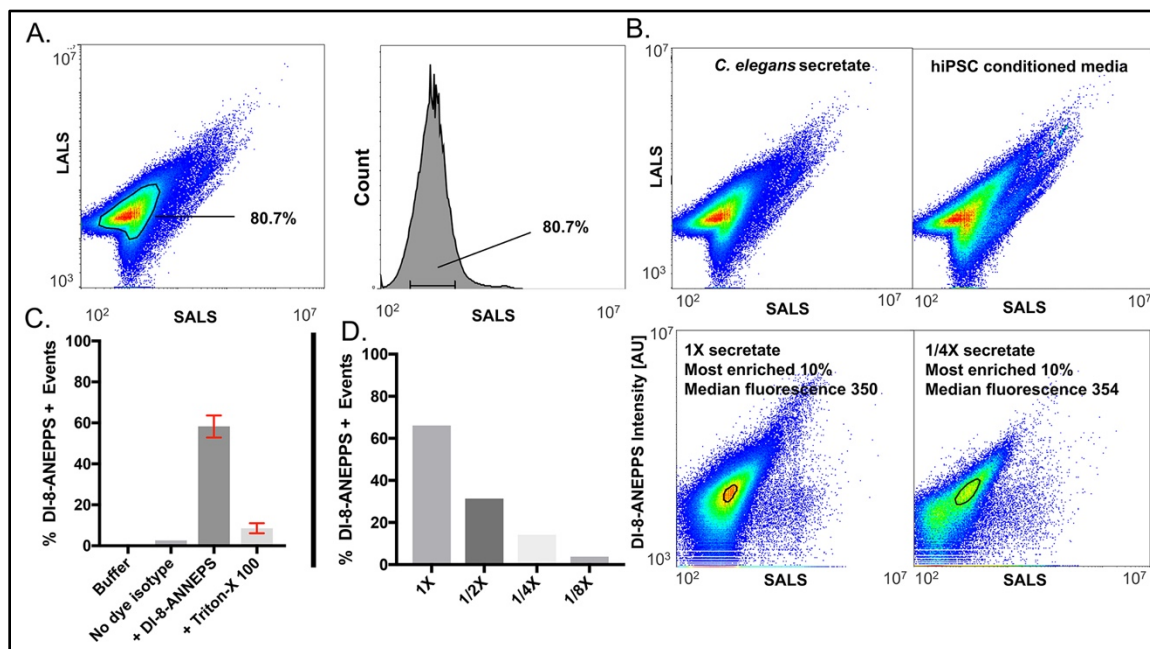 A.
10^7
LALS
10^3
80.7%
10^2
SALS
10^7
Count
80.7%
10^2
SALS
10^7
B.
10^7
LALS
10^3
C. elegans secretate
10^2
SALS
10^7
hiPSC conditioned media
10^2
SALS
10^7
C.
% DI-8-ANEPPS + Events
100
80
60
40
20
0
Buffer
No dye isotype
+ DI-8-ANNEPS
+ Triton-X 100
D.
% DI-8-ANEPPS + Events
100
80
60
40
20
0
1X
1/2X
1/4X
1/8X
DI-8-ANEPPS Intensity [AU]
10^3
1X secretate
Most enriched 10%
Median fluorescence 350
10^2
SALS
10^7
1/4X secretate
Most enriched 10%
Median fluorescence 354
10^2
SALS
10^7